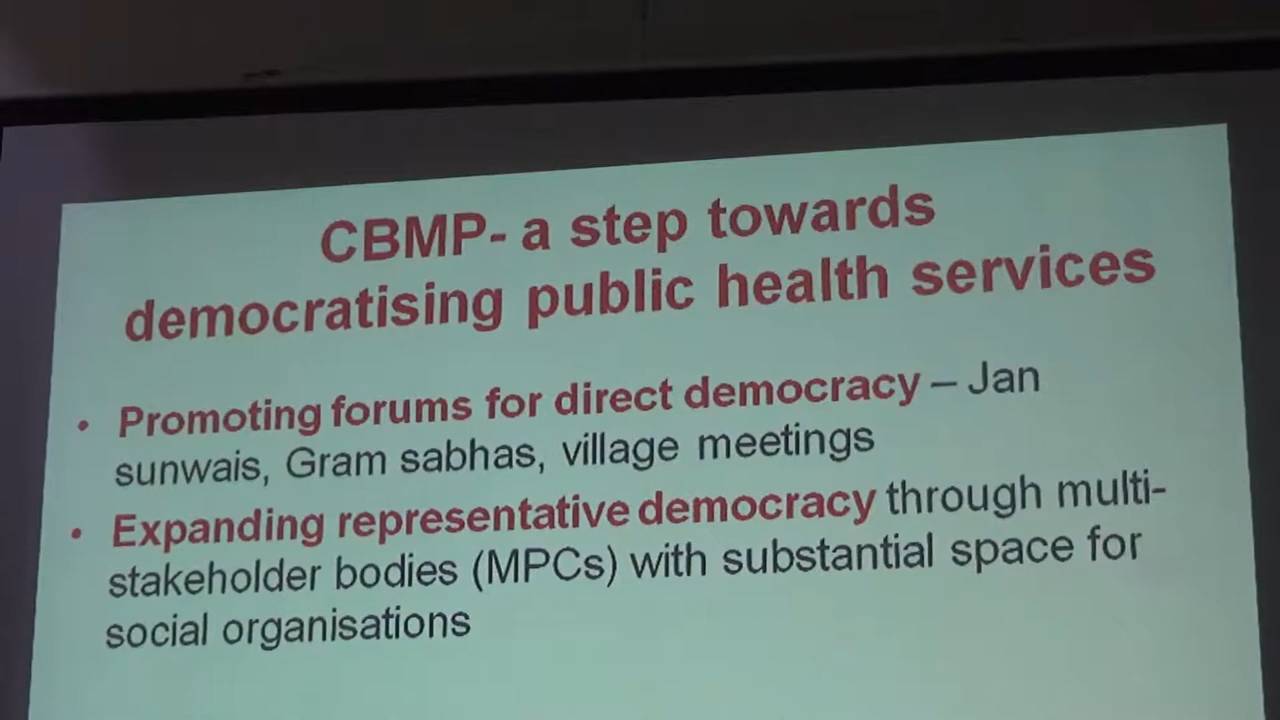 CBMP- a step towards
democratising public health services
• Promoting forums for direct democracy – Jan
sunwais, Gram sabhas, village meetings
• Expanding representative democracy through multi-
stakeholder bodies (MPCs) with substantial space for
social organisations